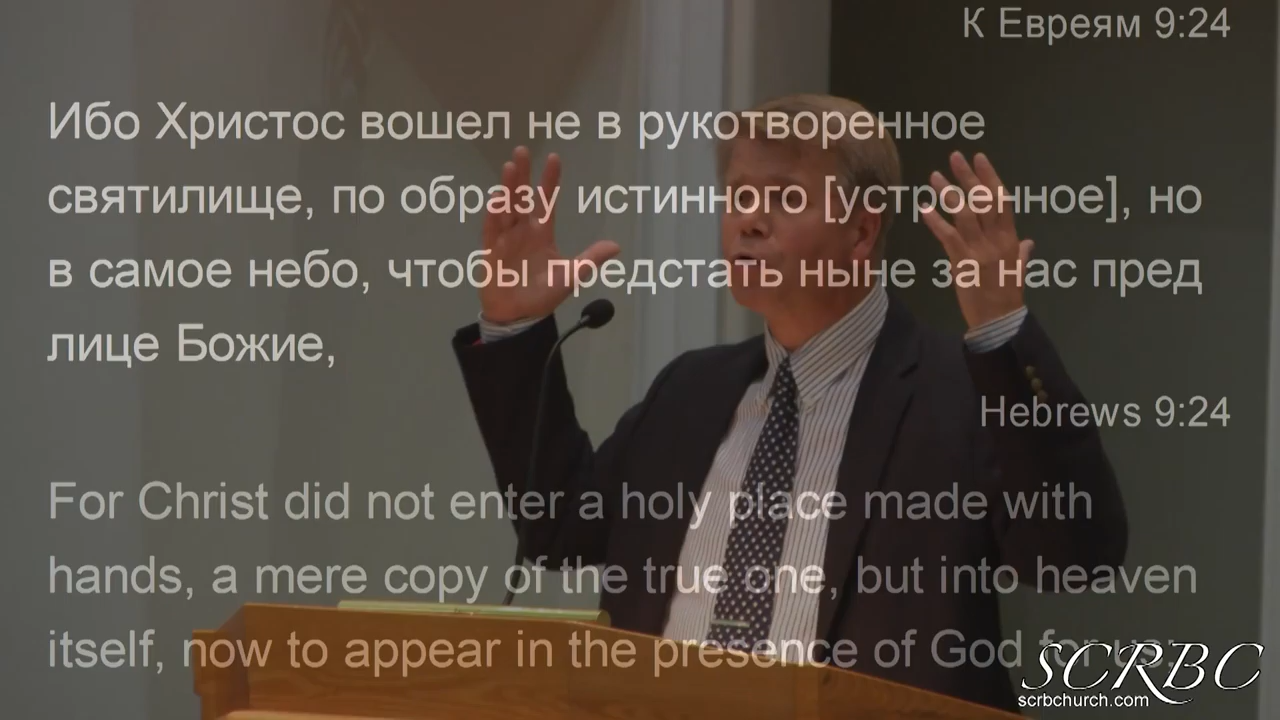 К Евреям 9:24
Ибо Христос вошел не в рукотворенное
святилище, по образу истинного [устроенное], но
в самое небо, чтобы предстать ныне за нас пред
лице Божие,
Hebrews 9:24
For Christ did not enter a holy place made with
hands, a mere copy of the true one, but into heaven
itself, now to appear in the presence of God for us;
SCRBC
scrbchurch.com